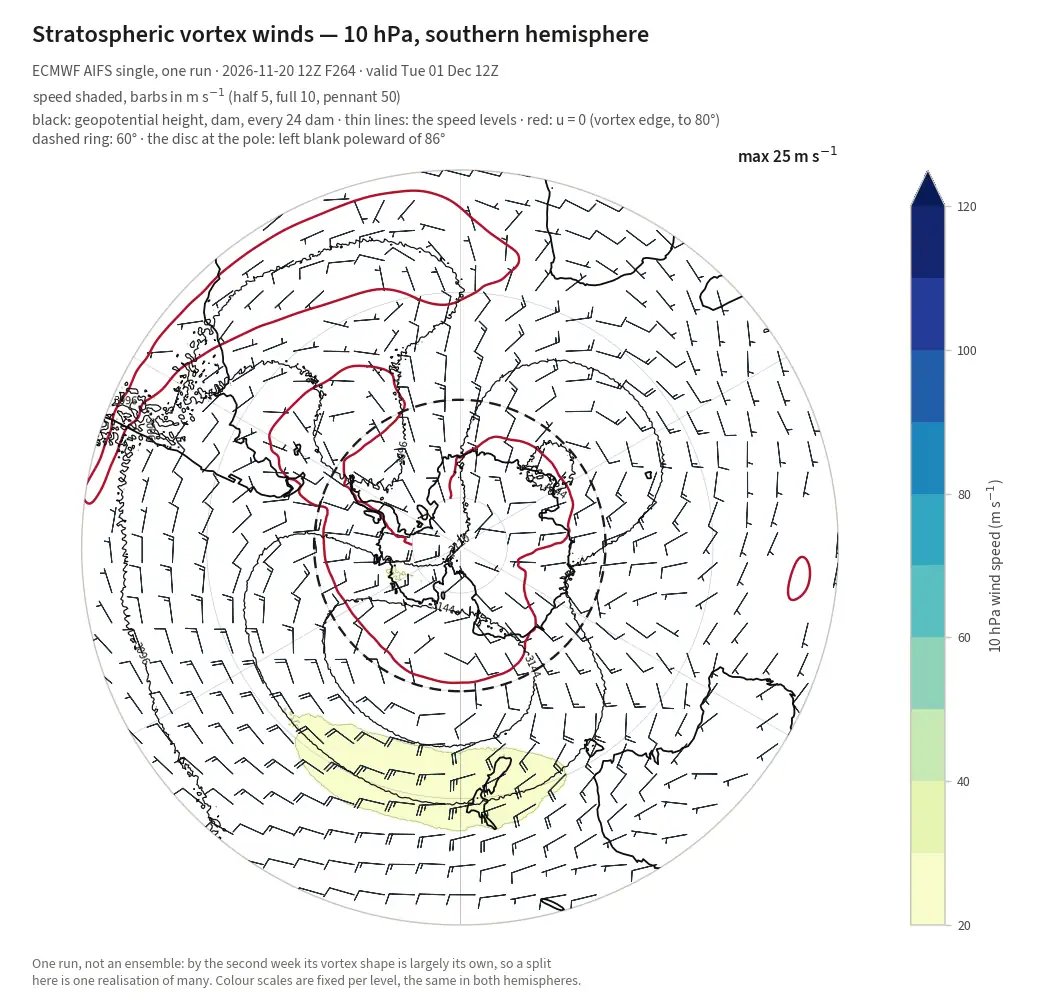 Stratospheric vortex winds — 10 hPa, southern hemisphere
ECMWF AIFS single, one run · 2026-11-20 12Z F264 · valid Tue 01 Dec 12Z
speed shaded, barbs in m s⁻¹ (half 5, full 10, pennant 50)
black: geopotential height, dam, every 24 dam · thin lines: the speed levels · red: u = 0 (vortex edge, to 80°)
dashed ring: 60° · the disc at the pole: left blank poleward of 86°
max 25 m s⁻¹
120
100
80
60
40
20
10 hPa wind speed (m s⁻¹)
3144
One run, not an ensemble: by the second week its vortex shape is largely its own, so a split
here is one realisation of many. Colour scales are fixed per level, the same in both hemispheres.